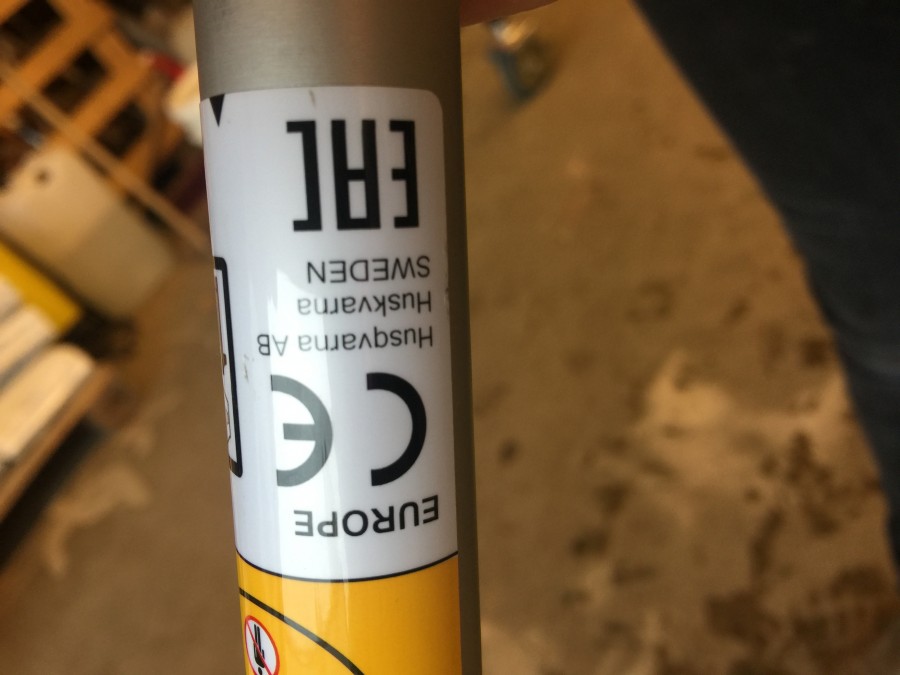 EUROPE
CE
Husqvarna AB
Huskvarna
SWEDEN
EAC